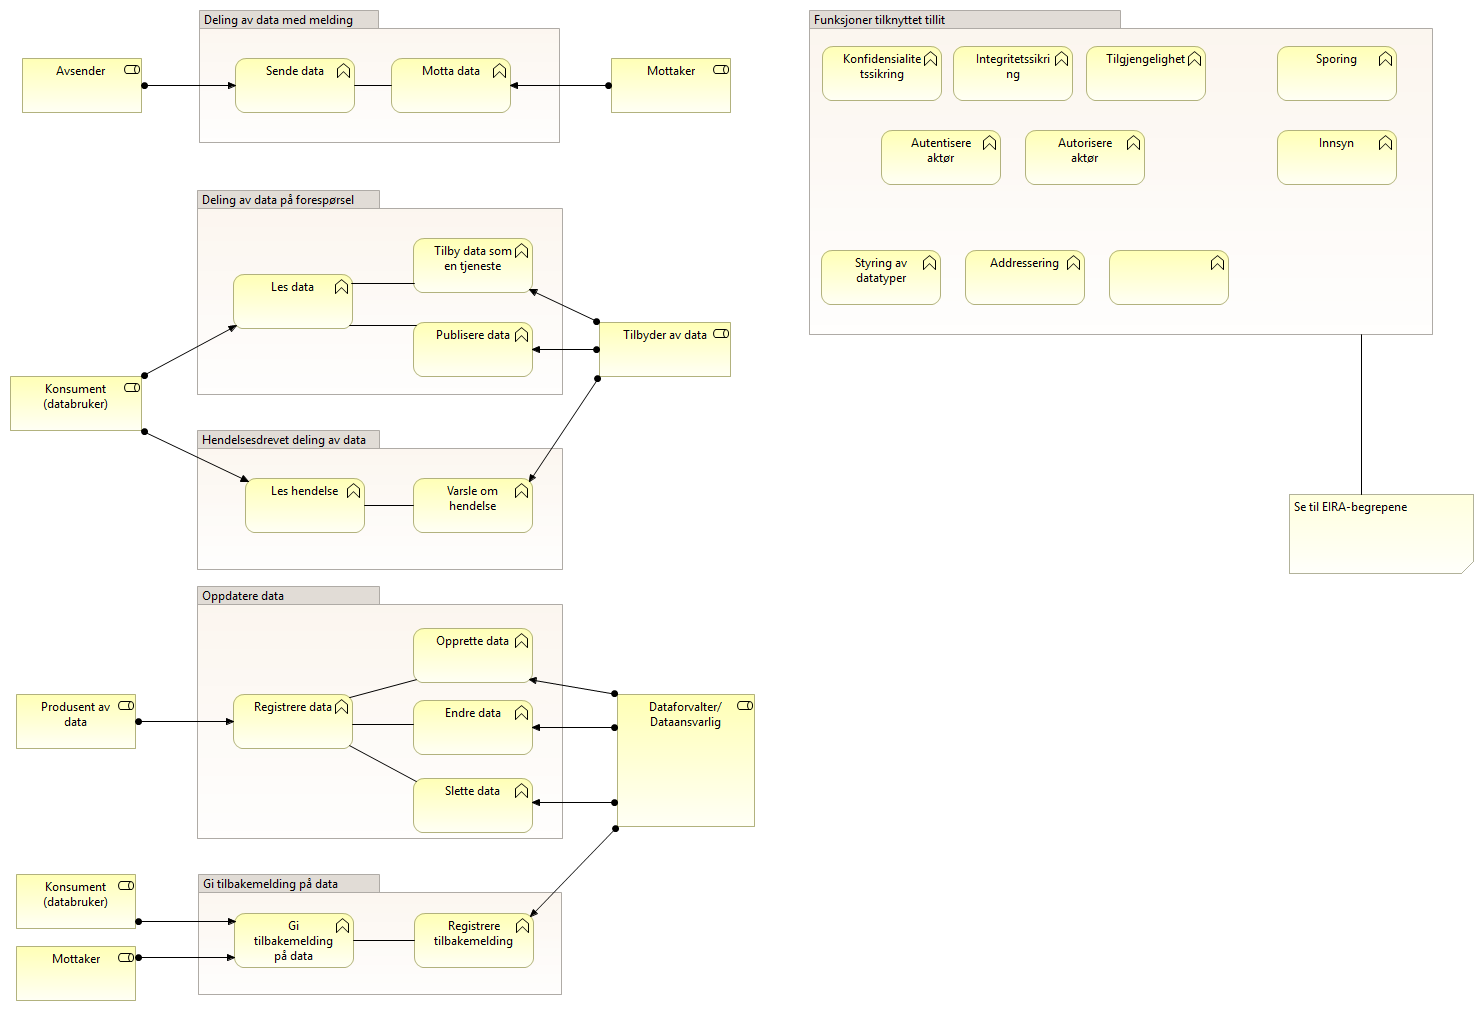 Deling av data med melding
Avsender
Sende data
Motta data
Mottaker
Funksjoner tilknyttet tillit
Konfidensialite
tssikring
Integritetssikri
ng
Tilgjengelighet
Sporing
Autentisere
aktør
Autorisere
aktør
Innsyn
Styring av
datatyper
Addressering
Se til EIRA-begrepene
Deling av data på forespørsel
Tilby data som
en tjeneste
Les data
Publisere data
Tilbyder av data
Konsument
(databruker)
Hendelsesdrevet deling av data
Les hendelse
Varsle om
hendelse
Oppdatere data
Opprette data
Produsent av
data
Registrere data
Endre data
Slette data
Dataforvalter/
Dataansvarlig
Gi tilbakemelding på data
Konsument
(databruker)
Mottaker
Gi
tilbakemelding
på data
Registrere
tilbakemelding